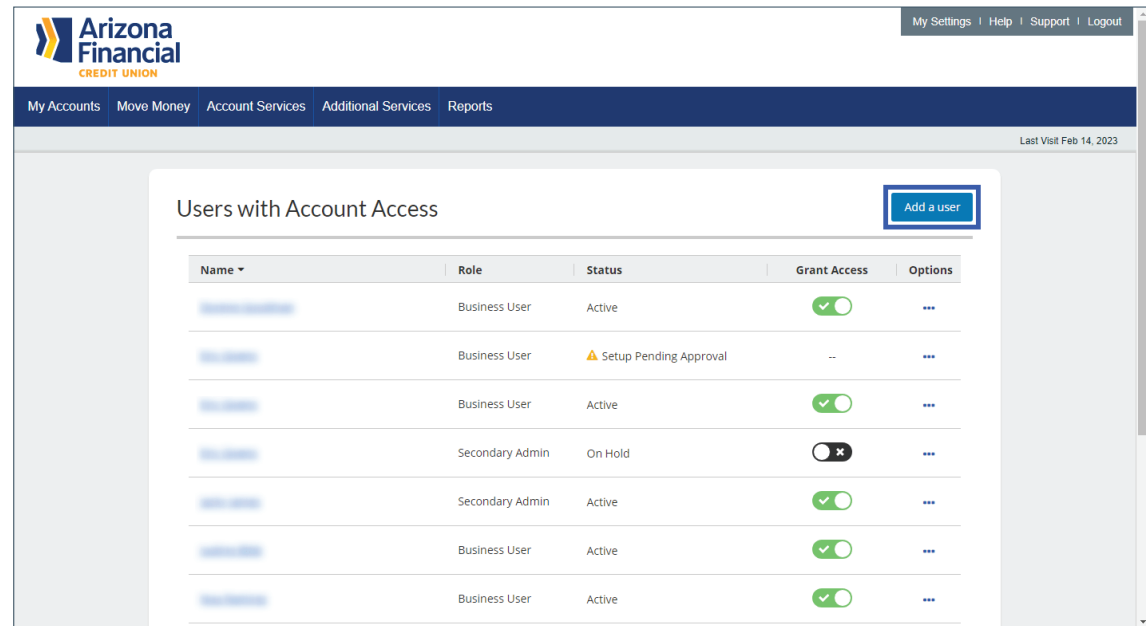 My Settings | Help | Support | Logout
Arizona
Financial
CREDIT UNION
My Accounts Move Money Account Services Additional Services Reports
Last Visit Feb 14, 2023
Users with Account Access
Add a user
Name Role Status Grant Access Options
Business User Active
Business User Setup Pending Approval --
Business User Active
Secondary Admin On Hold
Secondary Admin Active
Business User Active
Business User Active